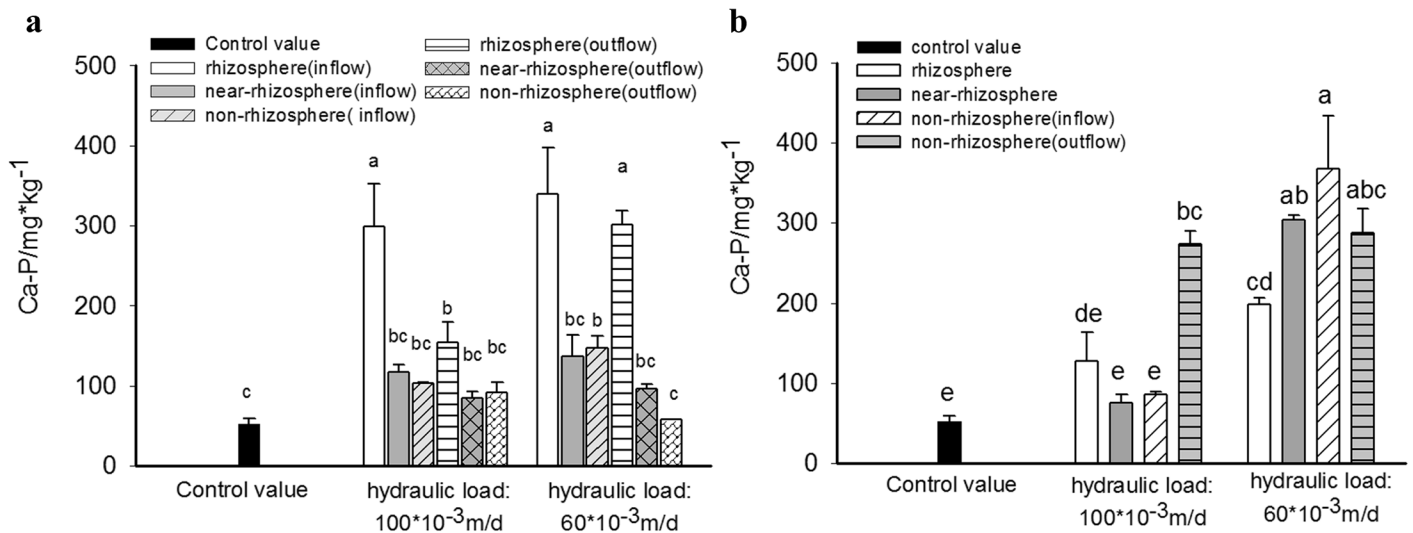 a
Control value
rhizosphere(inflow)
near-rhizosphere(inflow)
non-rhizosphere( inflow)
rhizosphere(outflow)
near-rhizosphere(outflow)
non-rhizosphere(outflow)
Ca-P/mg*kg-1
500
400
300
200
100
0
c
a
bc
bc
b
bc
bc
a
bc
b
a
bc
c
Control value
hydraulic load:
100*10-3m/d
hydraulic load:
60*10-3m/d
b
control value
rhizosphere
near-rhizosphere
non-rhizosphere(inflow)
non-rhizosphere(outflow)
Ca-P/mg*kg-1
500
400
300
200
100
0
e
de
e
e
bc
cd
ab
a
abc
Control value
hydraulic load:
100*10-3m/d
hydraulic load:
60*10-3m/d